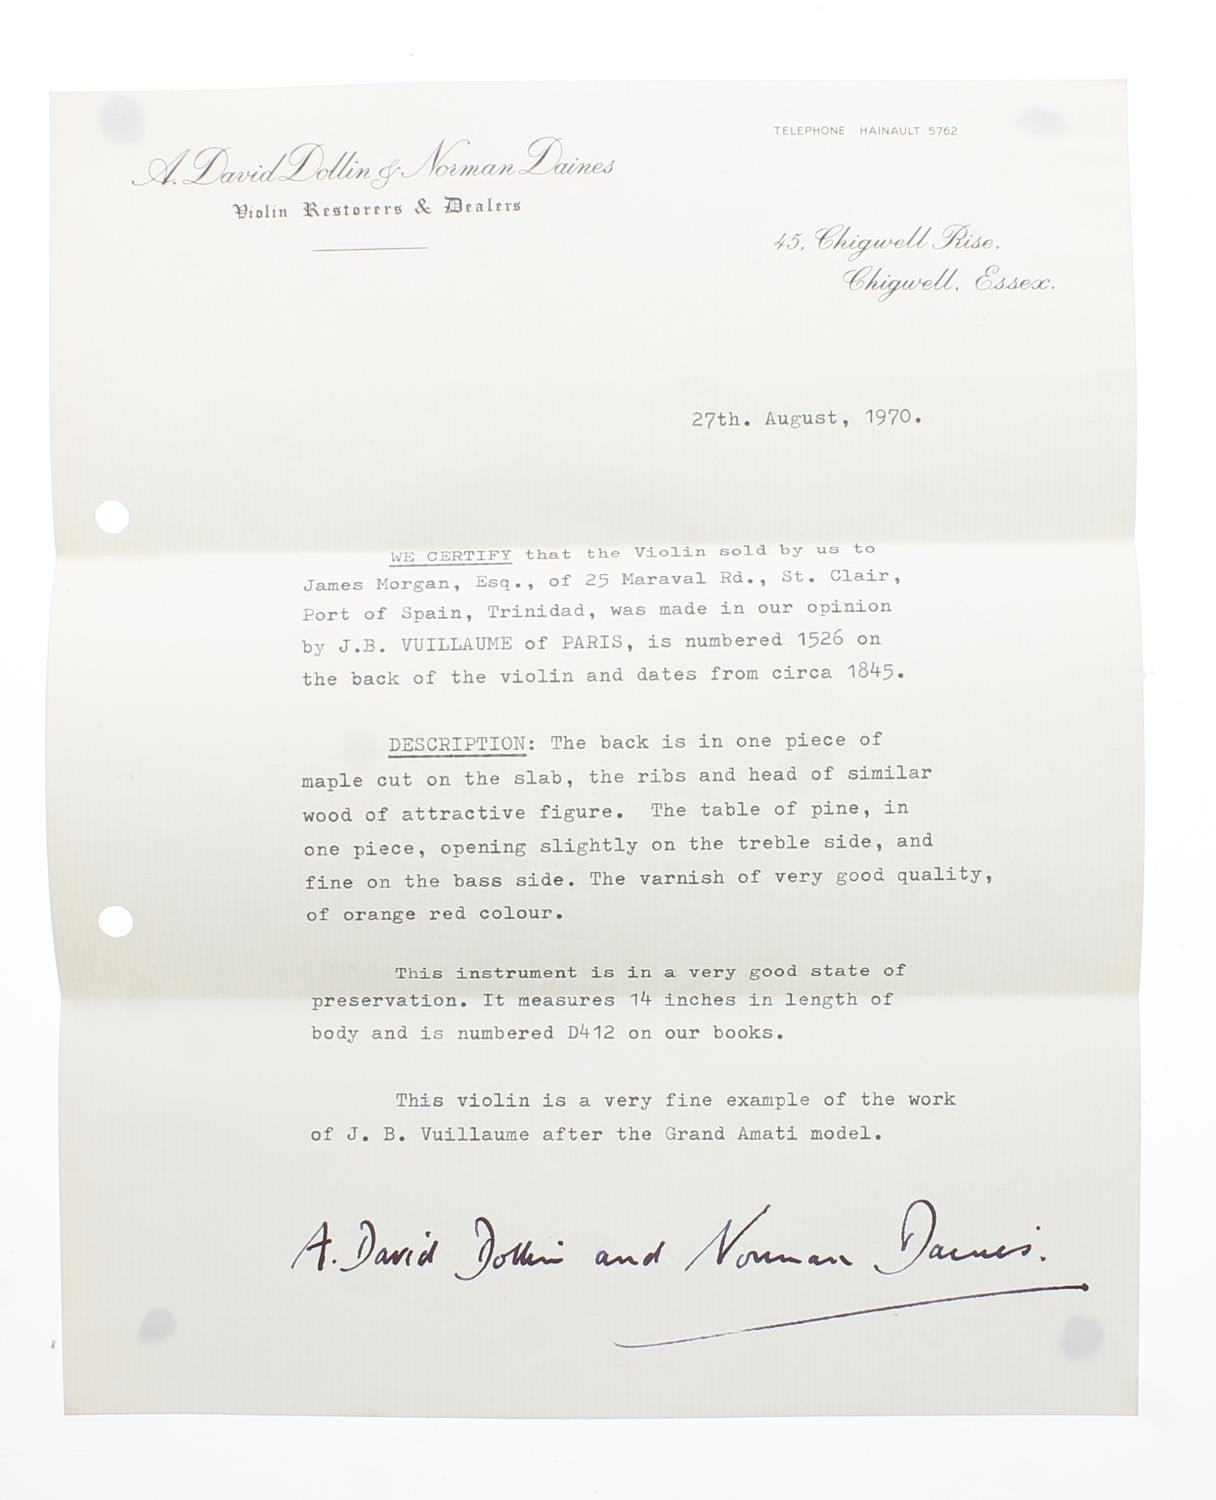 A. David Dollin & Norman Daines
Violin Restorers & Dealers
TELEPHONE HAINAULT 5762
45, Chigwell Rise,
Chigwell, Essex.
27th. August, 1970.
WE CERTIFY that the Violin sold by us to
James Morgan, Esq., of 25 Maraval Rd., St. Clair,
Port of Spain, Trinidad, was made in our opinion
by J.B. VUILLAUME of PARIS, is numbered 1526 on
the back of the violin and dates from circa 1845.
DESCRIPTION: The back is in one piece of
maple cut on the slab, the ribs and head of similar
wood of attractive figure. The table of pine, in
one piece, opening slightly on the treble side, and
fine on the bass side. The varnish of very good quality,
of orange red colour.
This instrument is in a very good state of
preservation. It measures 14 inches in length of
body and is numbered D412 on our books.
This violin is a very fine example of the work
of J. B. Vuillaume after the Grand Amati model.
A. David Dollin and Norman Daines.